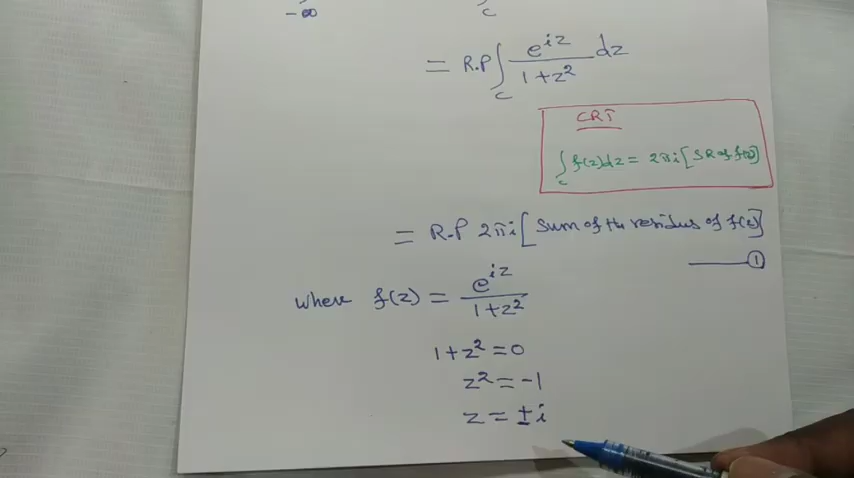 -∞
c
= R.P ∫_c e^{iz}/(1+z²) dz
CRT
∫_c f(z)dz = 2πi[SR of f(z)]
= R.P 2πi[sum of the residus of f(z)]
①
where f(z) = e^{iz}/(1+z²)
1+z²=0
z²=-1
z=±i